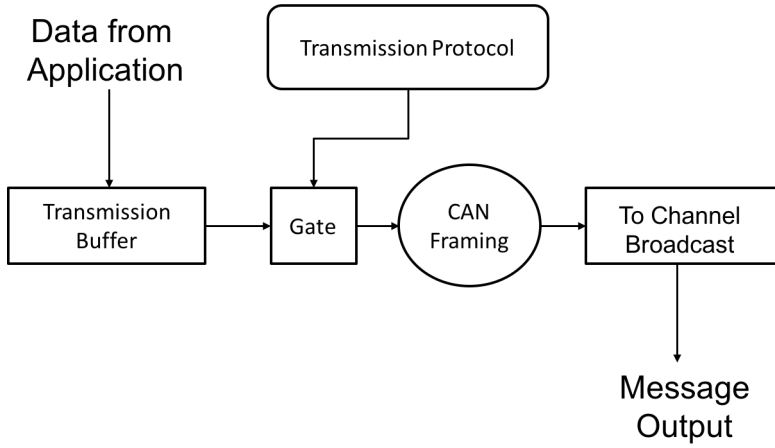 Data from
Application
Transmission Protocol
Transmission
Buffer
Gate
CAN
Framing
To Channel
Broadcast
Message
Output